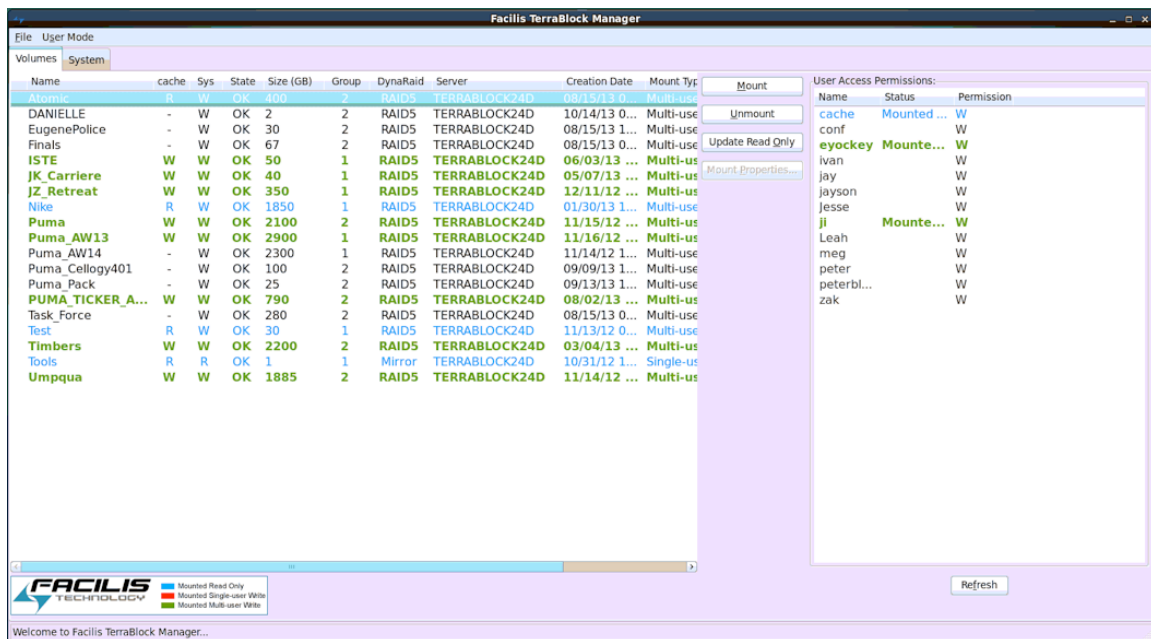 Facilis TerraBlock Manager
File User Mode
Volumes System
Name cache Sys State Size (GB) Group DynaRaid Server Creation Date Mount Typ
Atomic R W OK 400 2 RAID5 TERRABLOCK24D 08/15/13 0... Multi-use
DANIELLE - W OK 2 2 RAID5 TERRABLOCK24D 10/14/13 0... Multi-use
EugenePolice - W OK 30 2 RAID5 TERRABLOCK24D 08/15/13 1... Multi-use
Finals - W OK 67 2 RAID5 TERRABLOCK24D 08/15/13 0... Multi-use
ISTE W W OK 50 1 RAID5 TERRABLOCK24D 06/03/13 ... Multi-us
JK_Carriere W W OK 40 1 RAID5 TERRABLOCK24D 05/07/13 ... Multi-us
JZ_Retreat W W OK 350 1 RAID5 TERRABLOCK24D 12/11/12 ... Multi-us
Nike R W OK 1850 1 RAID5 TERRABLOCK24D 01/30/13 1... Multi-use
Puma W W OK 2100 2 RAID5 TERRABLOCK24D 11/15/12 ... Multi-us
Puma_AW13 W W OK 2900 1 RAID5 TERRABLOCK24D 11/16/12 ... Multi-us
Puma_AW14 - W OK 2300 1 RAID5 TERRABLOCK24D 11/14/12 1... Multi-use
Puma_Cellogy401 - W OK 100 2 RAID5 TERRABLOCK24D 09/09/13 1... Multi-use
Puma_Pack - W OK 25 2 RAID5 TERRABLOCK24D 09/13/13 1... Multi-use
PUMA_TICKER_A... W W OK 790 2 RAID5 TERRABLOCK24D 08/02/13 ... Multi-us
Task_Force - W OK 280 2 RAID5 TERRABLOCK24D 08/15/13 0... Multi-use
Test R W OK 30 1 RAID5 TERRABLOCK24D 11/13/12 0... Multi-use
Timbers W W OK 2200 2 RAID5 TERRABLOCK24D 03/04/13 ... Multi-us
Tools R R OK 1 1 Mirror TERRABLOCK24D 10/31/12 1... Single-us
Umpqua W W OK 1885 2 RAID5 TERRABLOCK24D 11/14/12 ... Multi-us
Mount
Unmount
Update Read Only
Mount Properties...
User Access Permissions:
Name Status Permission
cache Mounted ... W
conf W
eyockey Mounte... W
ivan W
jay W
jayson W
Jesse W
ji Mounte... W
Leah W
meg W
peter W
peterbl... W
zak W
Refresh
FACILIS
TECHNOLOGY
Mounted Read Only
Mounted Single-user Write
Mounted Multi-user Write
Welcome to Facilis TerraBlock Manager...